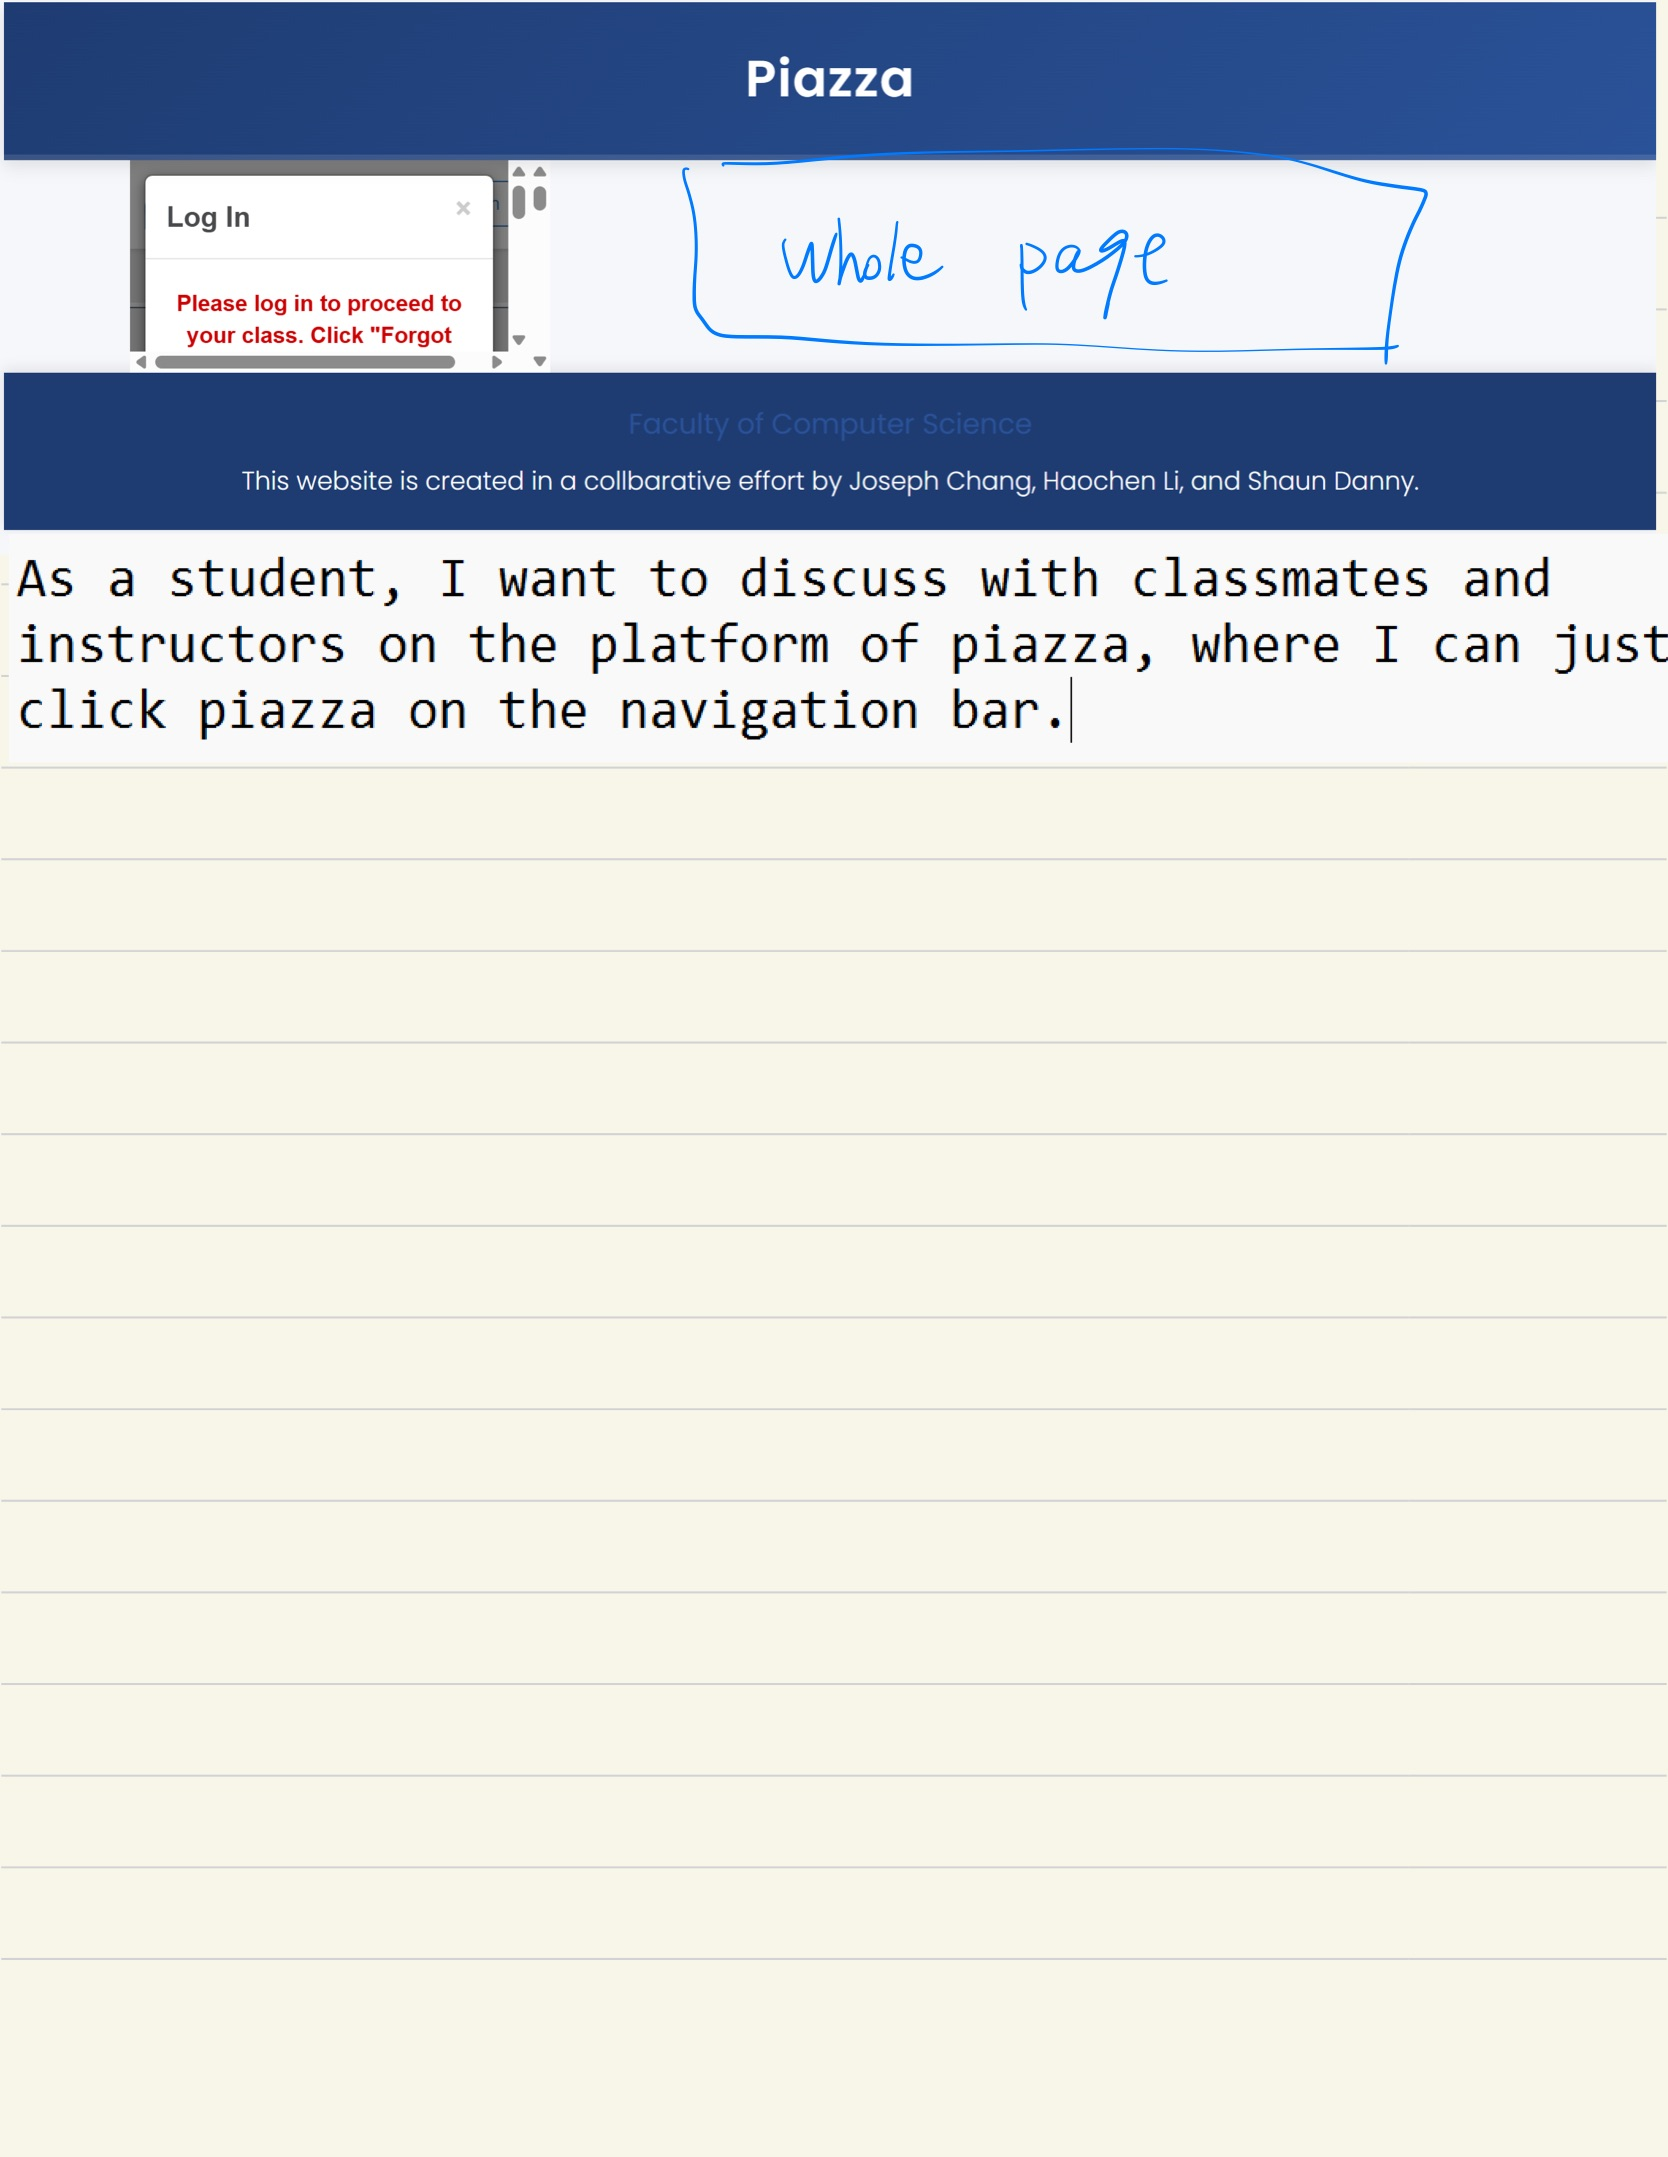 Piazza
Log In ×
Please log in to proceed to
your class. Click "Forgot
whole page
Faculty of Computer Science
This website is created in a collbarative effort by Joseph Chang, Haochen Li, and Shaun Danny.
As a student, I want to discuss with classmates and
instructors on the platform of piazza, where I can just
click piazza on the navigation bar.